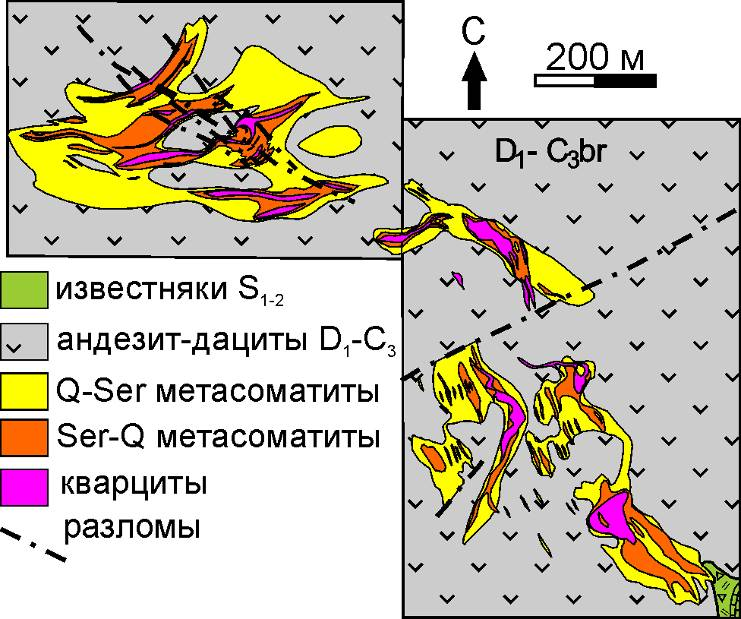 С
200 м
D₁- C₃br
известняки S₁₋₂
андезит-дациты D₁-C₃
Q-Ser метасоматиты
Ser-Q метасоматиты
кварциты
разломы